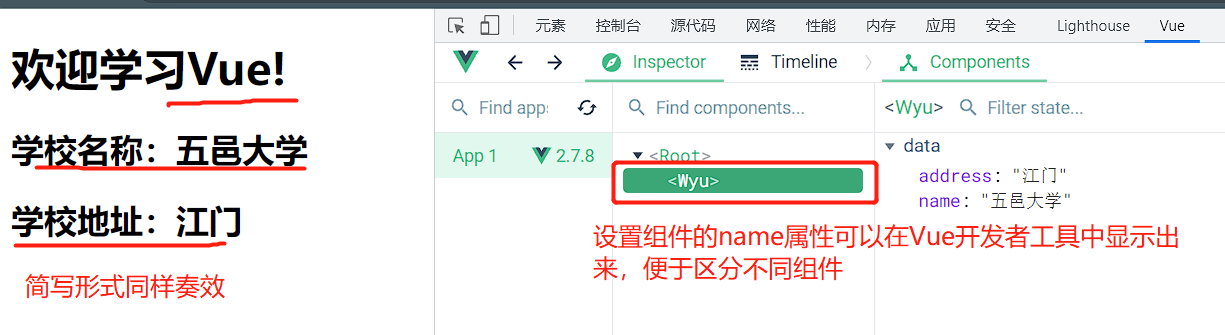 欢迎学习Vue!
学校名称：五邑大学
学校地址：江门
简写形式同样奏效
元素 控制台 源代码 网络 性能 内存 应用 安全 Lighthouse Vue
Inspector Timeline Components
Find apps Find components... <Wyu> Filter state...
App 1 2.7.8 <Root> data
<Wyu> address: "江门"
name: "五邑大学"
设置组件的name属性可以在Vue开发者工具中显示出
来，便于区分不同组件